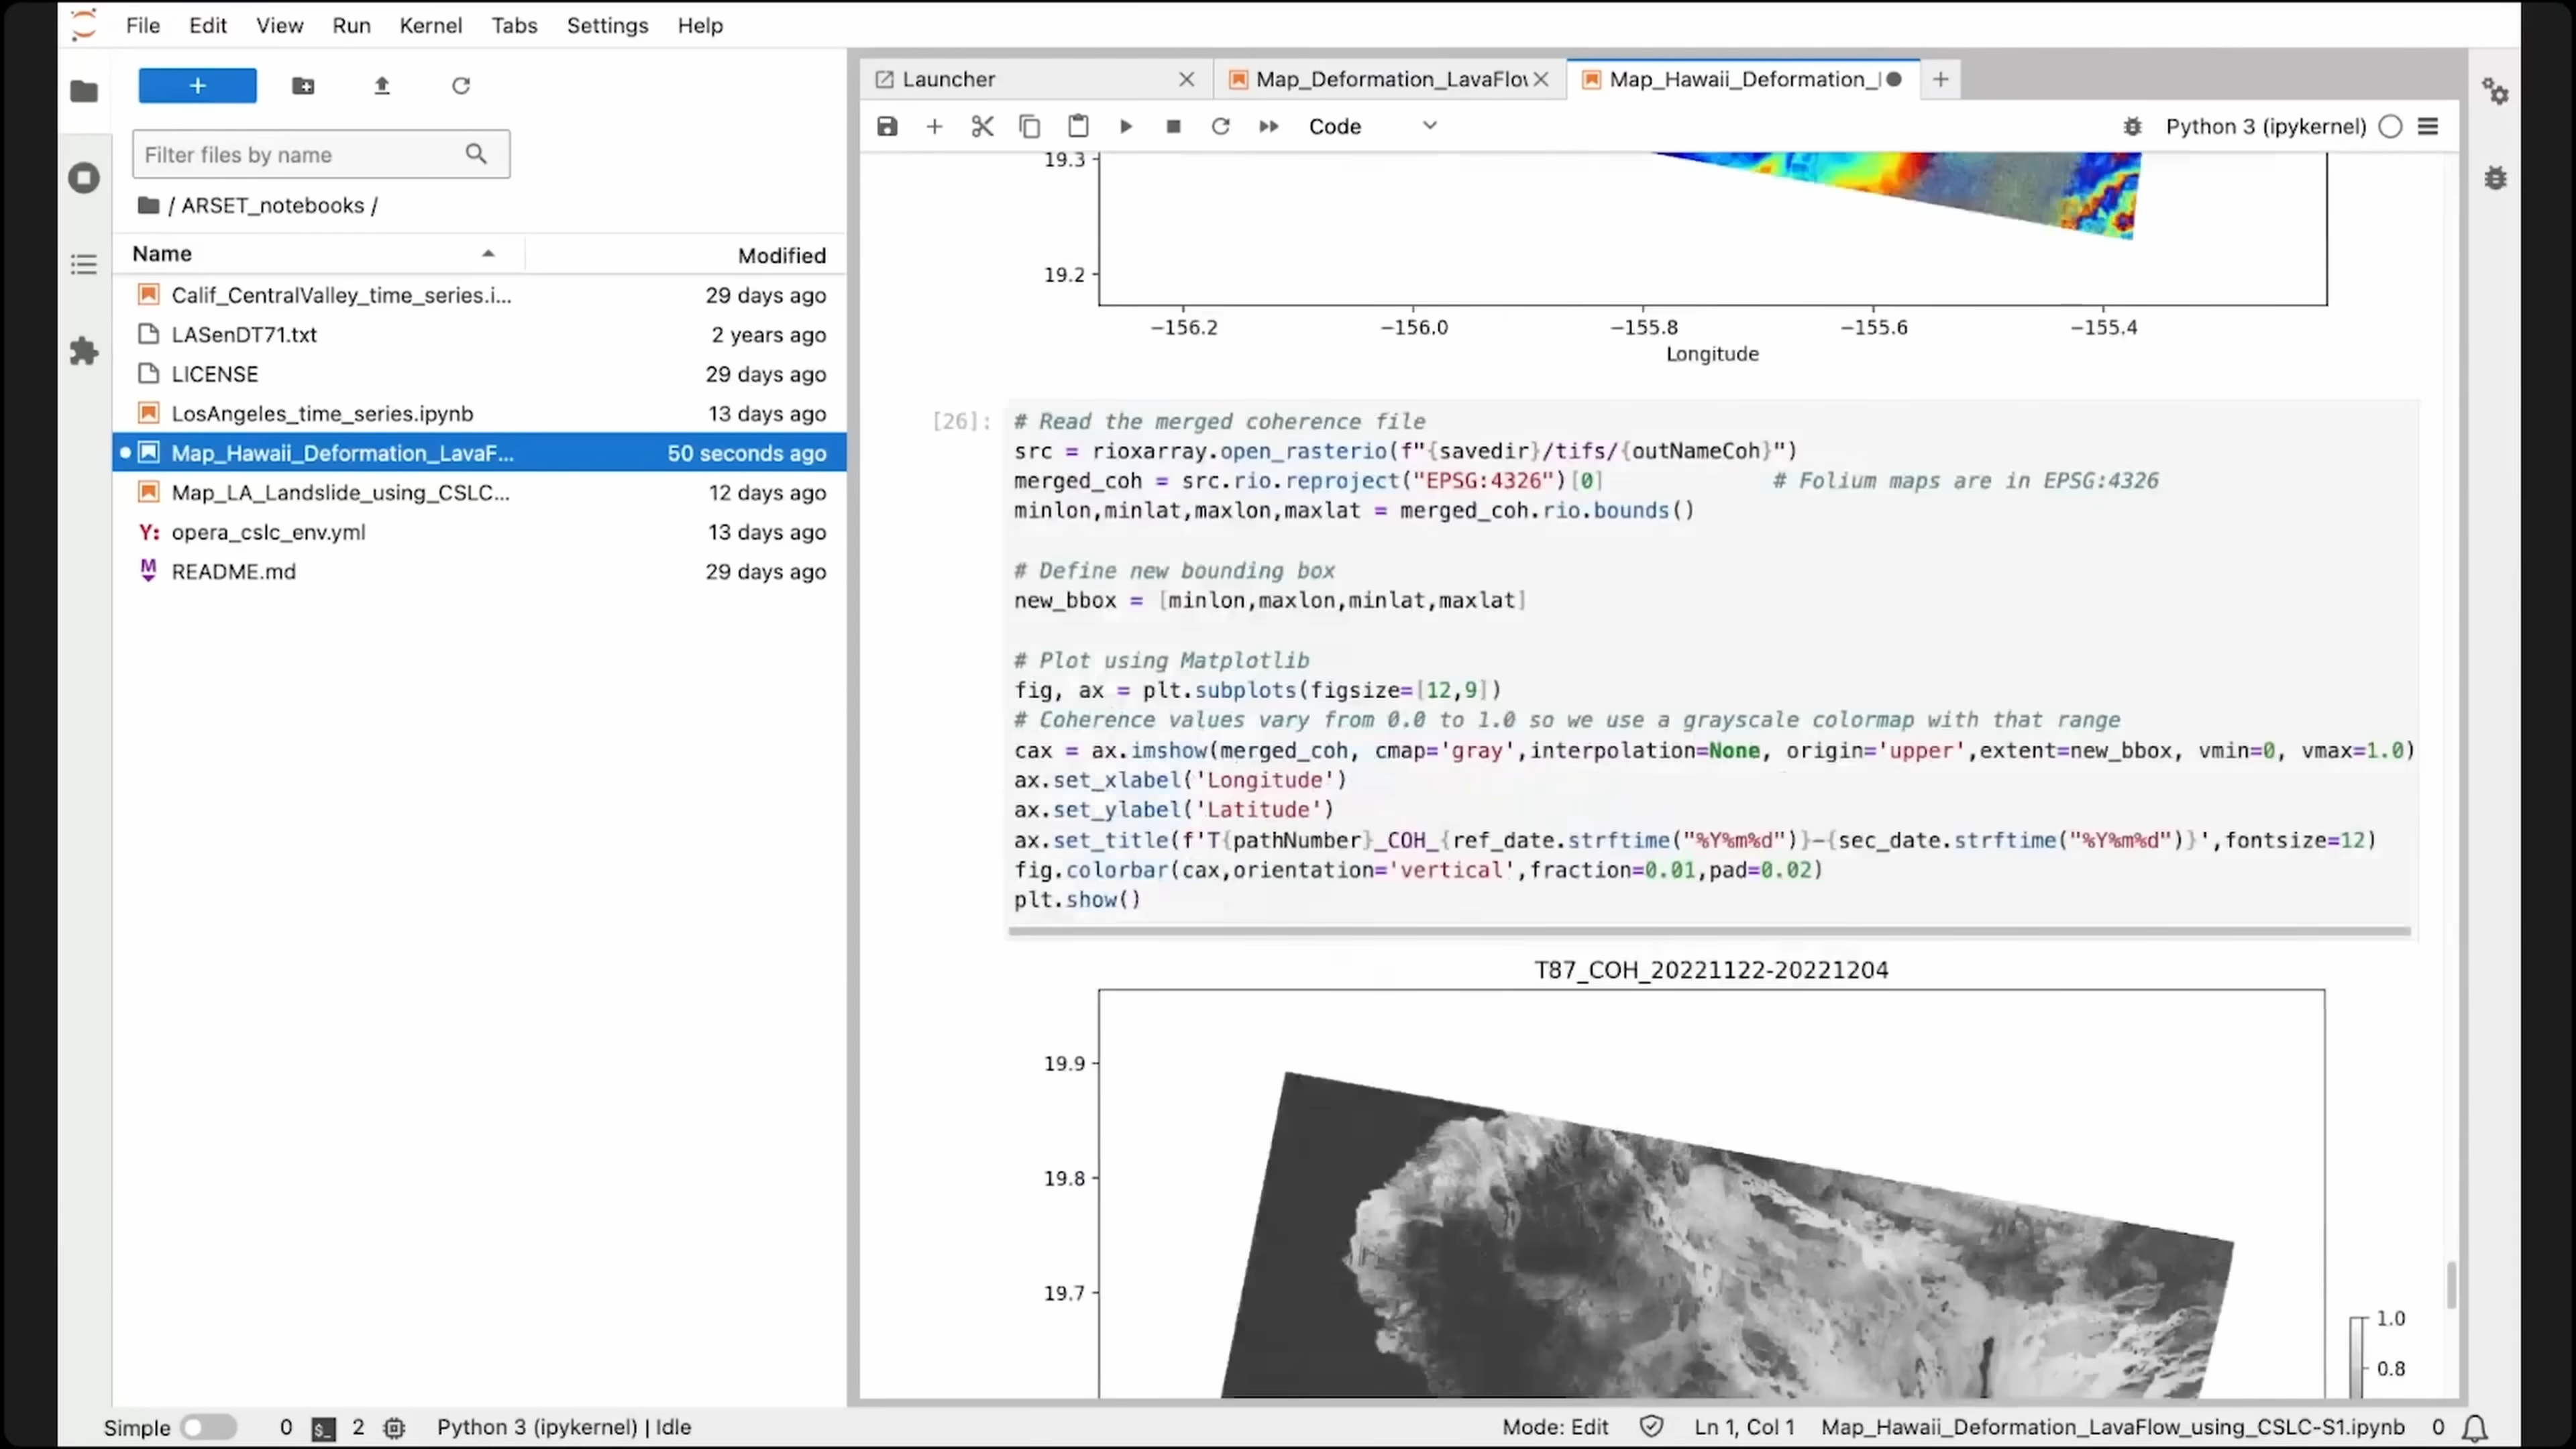 File Edit View Run Kernel Tabs Settings Help
+
Filter files by name
/ ARSET_notebooks /
Name Modified
Calif_CentralValley_time_series.i... 29 days ago
LASenDT71.txt 2 years ago
LICENSE 29 days ago
LosAngeles_time_series.ipynb 13 days ago
Map_Hawaii_Deformation_LavaF... 50 seconds ago
Map_LA_Landslide_using_CSLC... 12 days ago
Y: opera_cslc_env.yml 13 days ago
M README.md 29 days ago
Launcher Map_Deformation_LavaFlov Map_Hawaii_Deformation_l
Code Python 3 (ipykernel)
19.3
19.2
−156.2 −156.0 −155.8 −155.6 −155.4
Longitude
[26]: # Read the merged coherence file
src = rioxarray.open_rasterio(f"{savedir}/tifs/{outNameCoh}")
merged_coh = src.rio.reproject("EPSG:4326")[0] # Folium maps are in EPSG:4326
minlon,minlat,maxlon,maxlat = merged_coh.rio.bounds()
# Define new bounding box
new_bbox = [minlon,maxlon,minlat,maxlat]
# Plot using Matplotlib
fig, ax = plt.subplots(figsize=[12,9])
# Coherence values vary from 0.0 to 1.0 so we use a grayscale colormap with that range
cax = ax.imshow(merged_coh, cmap='gray',interpolation=None, origin='upper',extent=new_bbox, vmin=0, vmax=1.0)
ax.set_xlabel('Longitude')
ax.set_ylabel('Latitude')
ax.set_title(f'T{pathNumber}_COH_{ref_date.strftime("%Y%m%d")}-{sec_date.strftime("%Y%m%d")}',fontsize=12)
fig.colorbar(cax,orientation='vertical',fraction=0.01,pad=0.02)
plt.show()
T87_COH_20221122-20221204
19.9
19.8
19.7
1.0
0.8
Simple 0 $_ 2 Python 3 (ipykernel) | Idle Mode: Edit Ln 1, Col 1 Map_Hawaii_Deformation_LavaFlow_using_CSLC-S1.ipynb 0